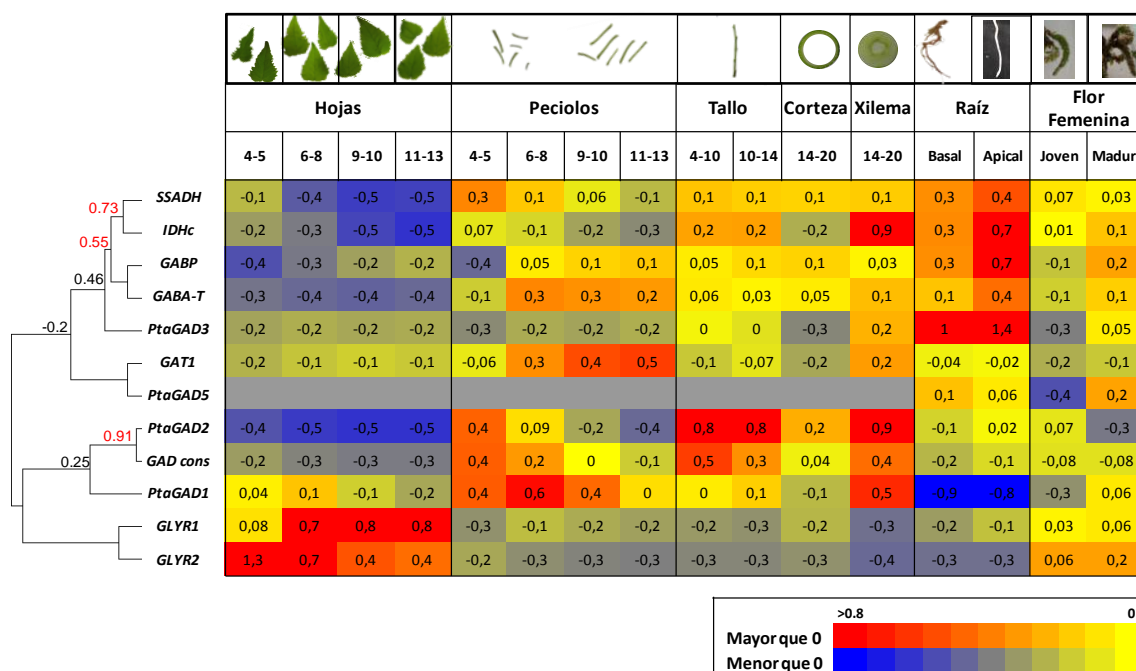 Hojas Peciolos Tallo Corteza Xilema Raíz Flor Femenina
4-5 6-8 9-10 11-13 4-5 6-8 9-10 11-13 4-10 10-14 14-20 14-20 Basal Apical Joven Madur
SSADH -0,1 -0,4 -0,5 -0,5 0,3 0,1 0,06 -0,1 0,1 0,1 0,1 0,1 0,3 0,4 0,07 0,03
0.73
IDHc -0,2 -0,3 -0,5 -0,5 0,07 -0,1 -0,2 -0,3 0,2 0,2 -0,2 0,9 0,3 0,7 0,01 0,1
0.55
GABP -0,4 -0,3 -0,2 -0,2 -0,4 0,05 0,1 0,1 0,05 0,1 0,1 0,03 0,3 0,7 -0,1 0,2
0.46
GABA-T -0,3 -0,4 -0,4 -0,4 -0,1 0,3 0,3 0,2 0,06 0,03 0,05 0,1 0,1 0,4 -0,1 0,1
-0.2
PtaGAD3 -0,2 -0,2 -0,2 -0,2 -0,3 -0,2 -0,2 -0,2 0 0 -0,3 0,2 1 1,4 -0,3 0,05
GAT1 -0,2 -0,1 -0,1 -0,1 -0,06 0,3 0,4 0,5 -0,1 -0,07 -0,2 0,2 -0,04 -0,02 -0,2 -0,1
PtaGAD5 0,1 0,06 -0,4 0,2
PtaGAD2 -0,4 -0,5 -0,5 -0,5 0,4 0,09 -0,2 -0,4 0,8 0,8 0,2 0,9 -0,1 0,02 0,07 -0,3
0.91
GAD cons -0,2 -0,3 -0,3 -0,3 0,4 0,2 0 -0,1 0,5 0,3 0,04 0,4 -0,2 -0,1 -0,08 -0,08
0.25
PtaGAD1 0,04 0,1 -0,1 -0,2 0,4 0,6 0,4 0 0 0,1 -0,1 0,5 -0,9 -0,8 -0,3 0,06
GLYR1 0,08 0,7 0,8 0,8 -0,3 -0,1 -0,2 -0,2 -0,2 -0,3 -0,2 -0,3 -0,2 -0,1 0,03 0,06
GLYR2 1,3 0,7 0,4 0,4 -0,2 -0,3 -0,3 -0,3 -0,3 -0,3 -0,3 -0,4 -0,3 -0,3 0,06 0,2
>0.8 0
Mayor que 0
Menor que 0